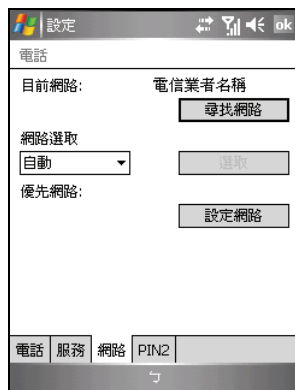 設定 ok
電話
目前網路: 電信業者名稱
尋找網路
網路選取
自動 選取
優先網路:
設定網路
電話 服務 網路 PIN2